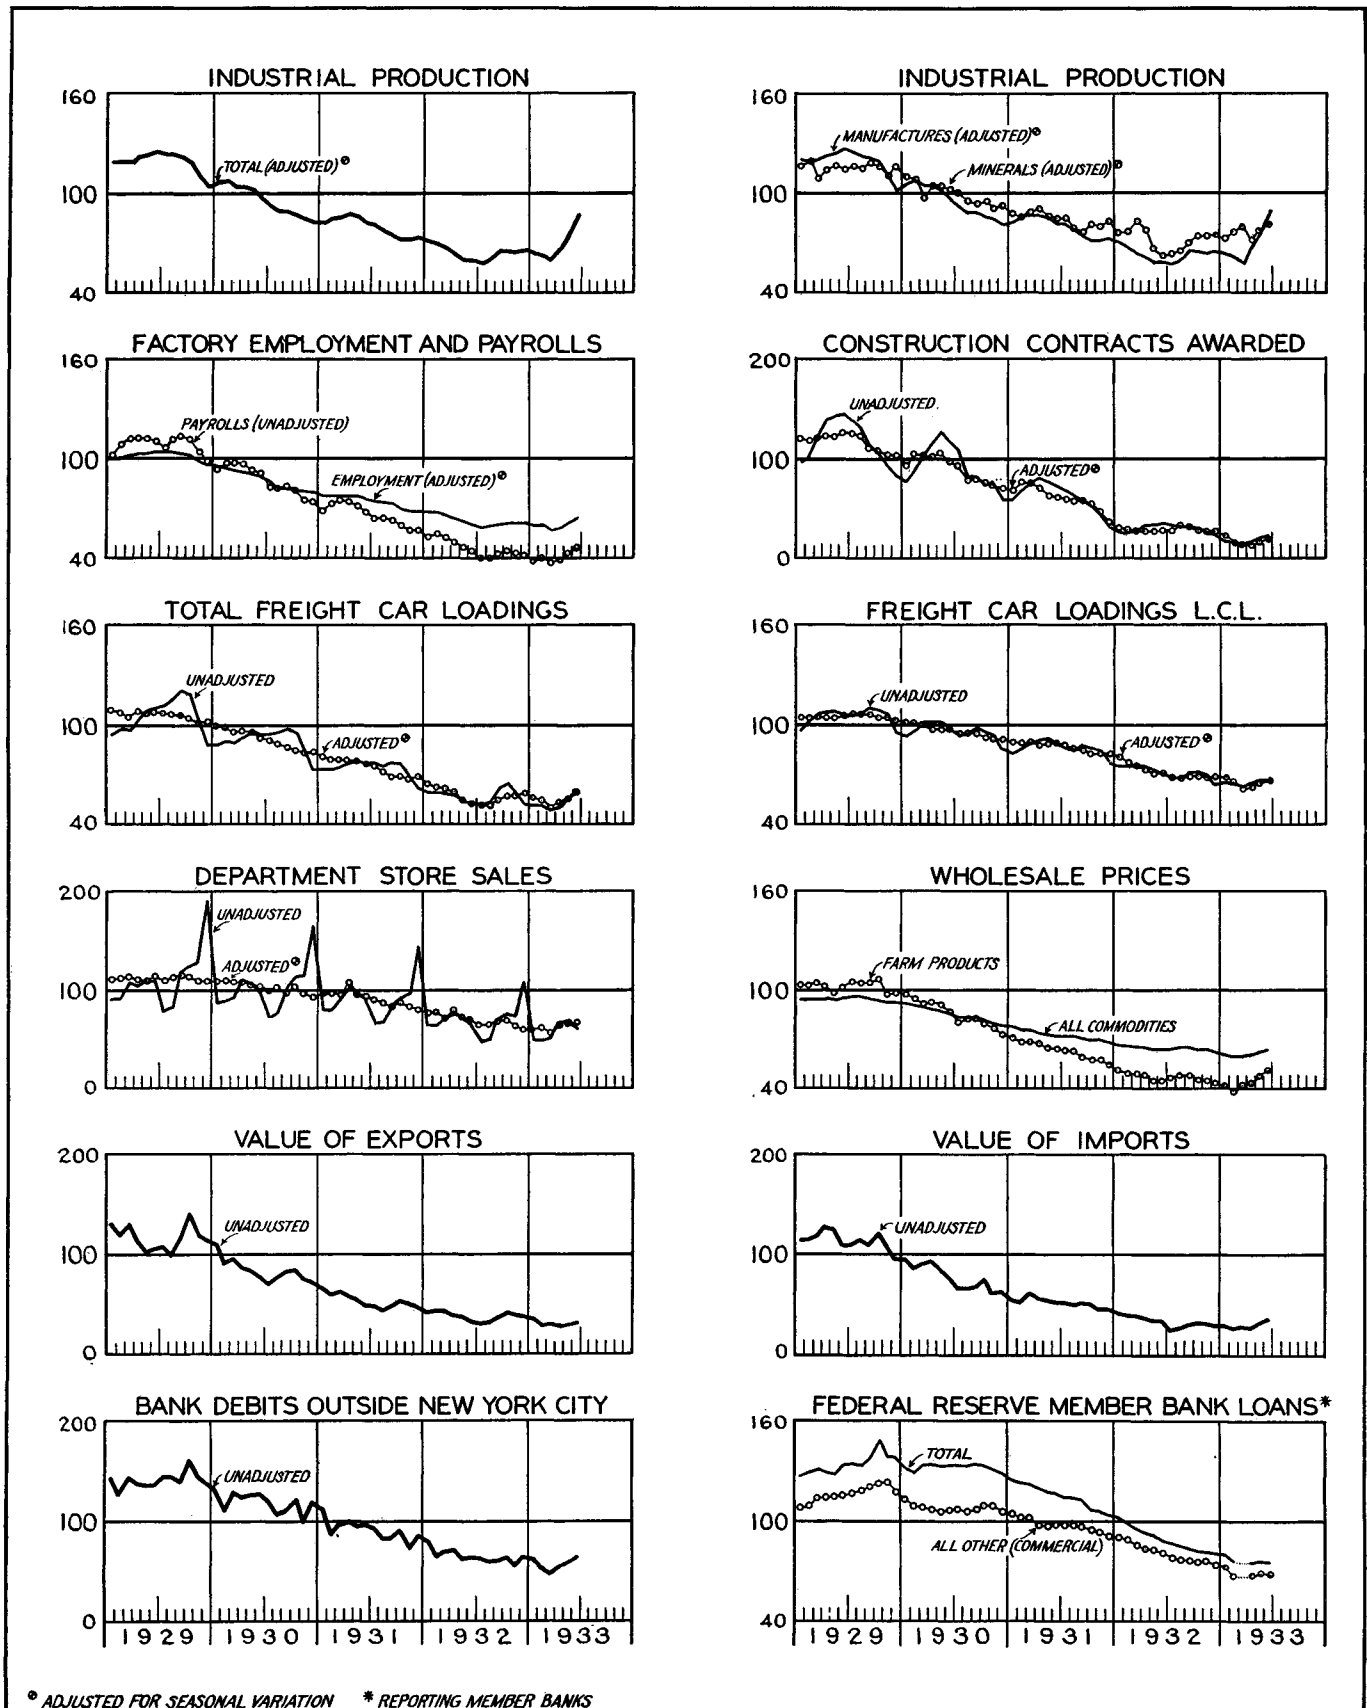 INDUSTRIAL PRODUCTION
160
100
40
TOTAL (ADJUSTED)⊘
INDUSTRIAL PRODUCTION
160
100
40
MANUFACTURES (ADJUSTED)⊘
MINERALS (ADJUSTED)⊘
FACTORY EMPLOYMENT AND PAYROLLS
160
100
40
PAYROLLS (UNADJUSTED)
EMPLOYMENT (ADJUSTED)⊘
CONSTRUCTION CONTRACTS AWARDED
200
100
0
UNADJUSTED.
ADJUSTED⊘
TOTAL FREIGHT CAR LOADINGS
160
100
40
UNADJUSTED
ADJUSTED⊘
FREIGHT CAR LOADINGS L.C.L.
160
100
40
UNADJUSTED
ADJUSTED⊘
DEPARTMENT STORE SALES
200
100
0
UNADJUSTED
ADJUSTED⊘
WHOLESALE PRICES
160
100
40
FARM PRODUCTS
ALL COMMODITIES
VALUE OF EXPORTS
200
100
0
UNADJUSTED
VALUE OF IMPORTS
200
100
0
UNADJUSTED
BANK DEBITS OUTSIDE NEW YORK CITY
200
100
0
UNADJUSTED
1929 1930 1931 1932 1933
FEDERAL RESERVE MEMBER BANK LOANS*
160
100
40
TOTAL
ALL OTHER (COMMERCIAL)
1929 1930 1931 1932 1933
⊘ ADJUSTED FOR SEASONAL VARIATION * REPORTING MEMBER BANKS